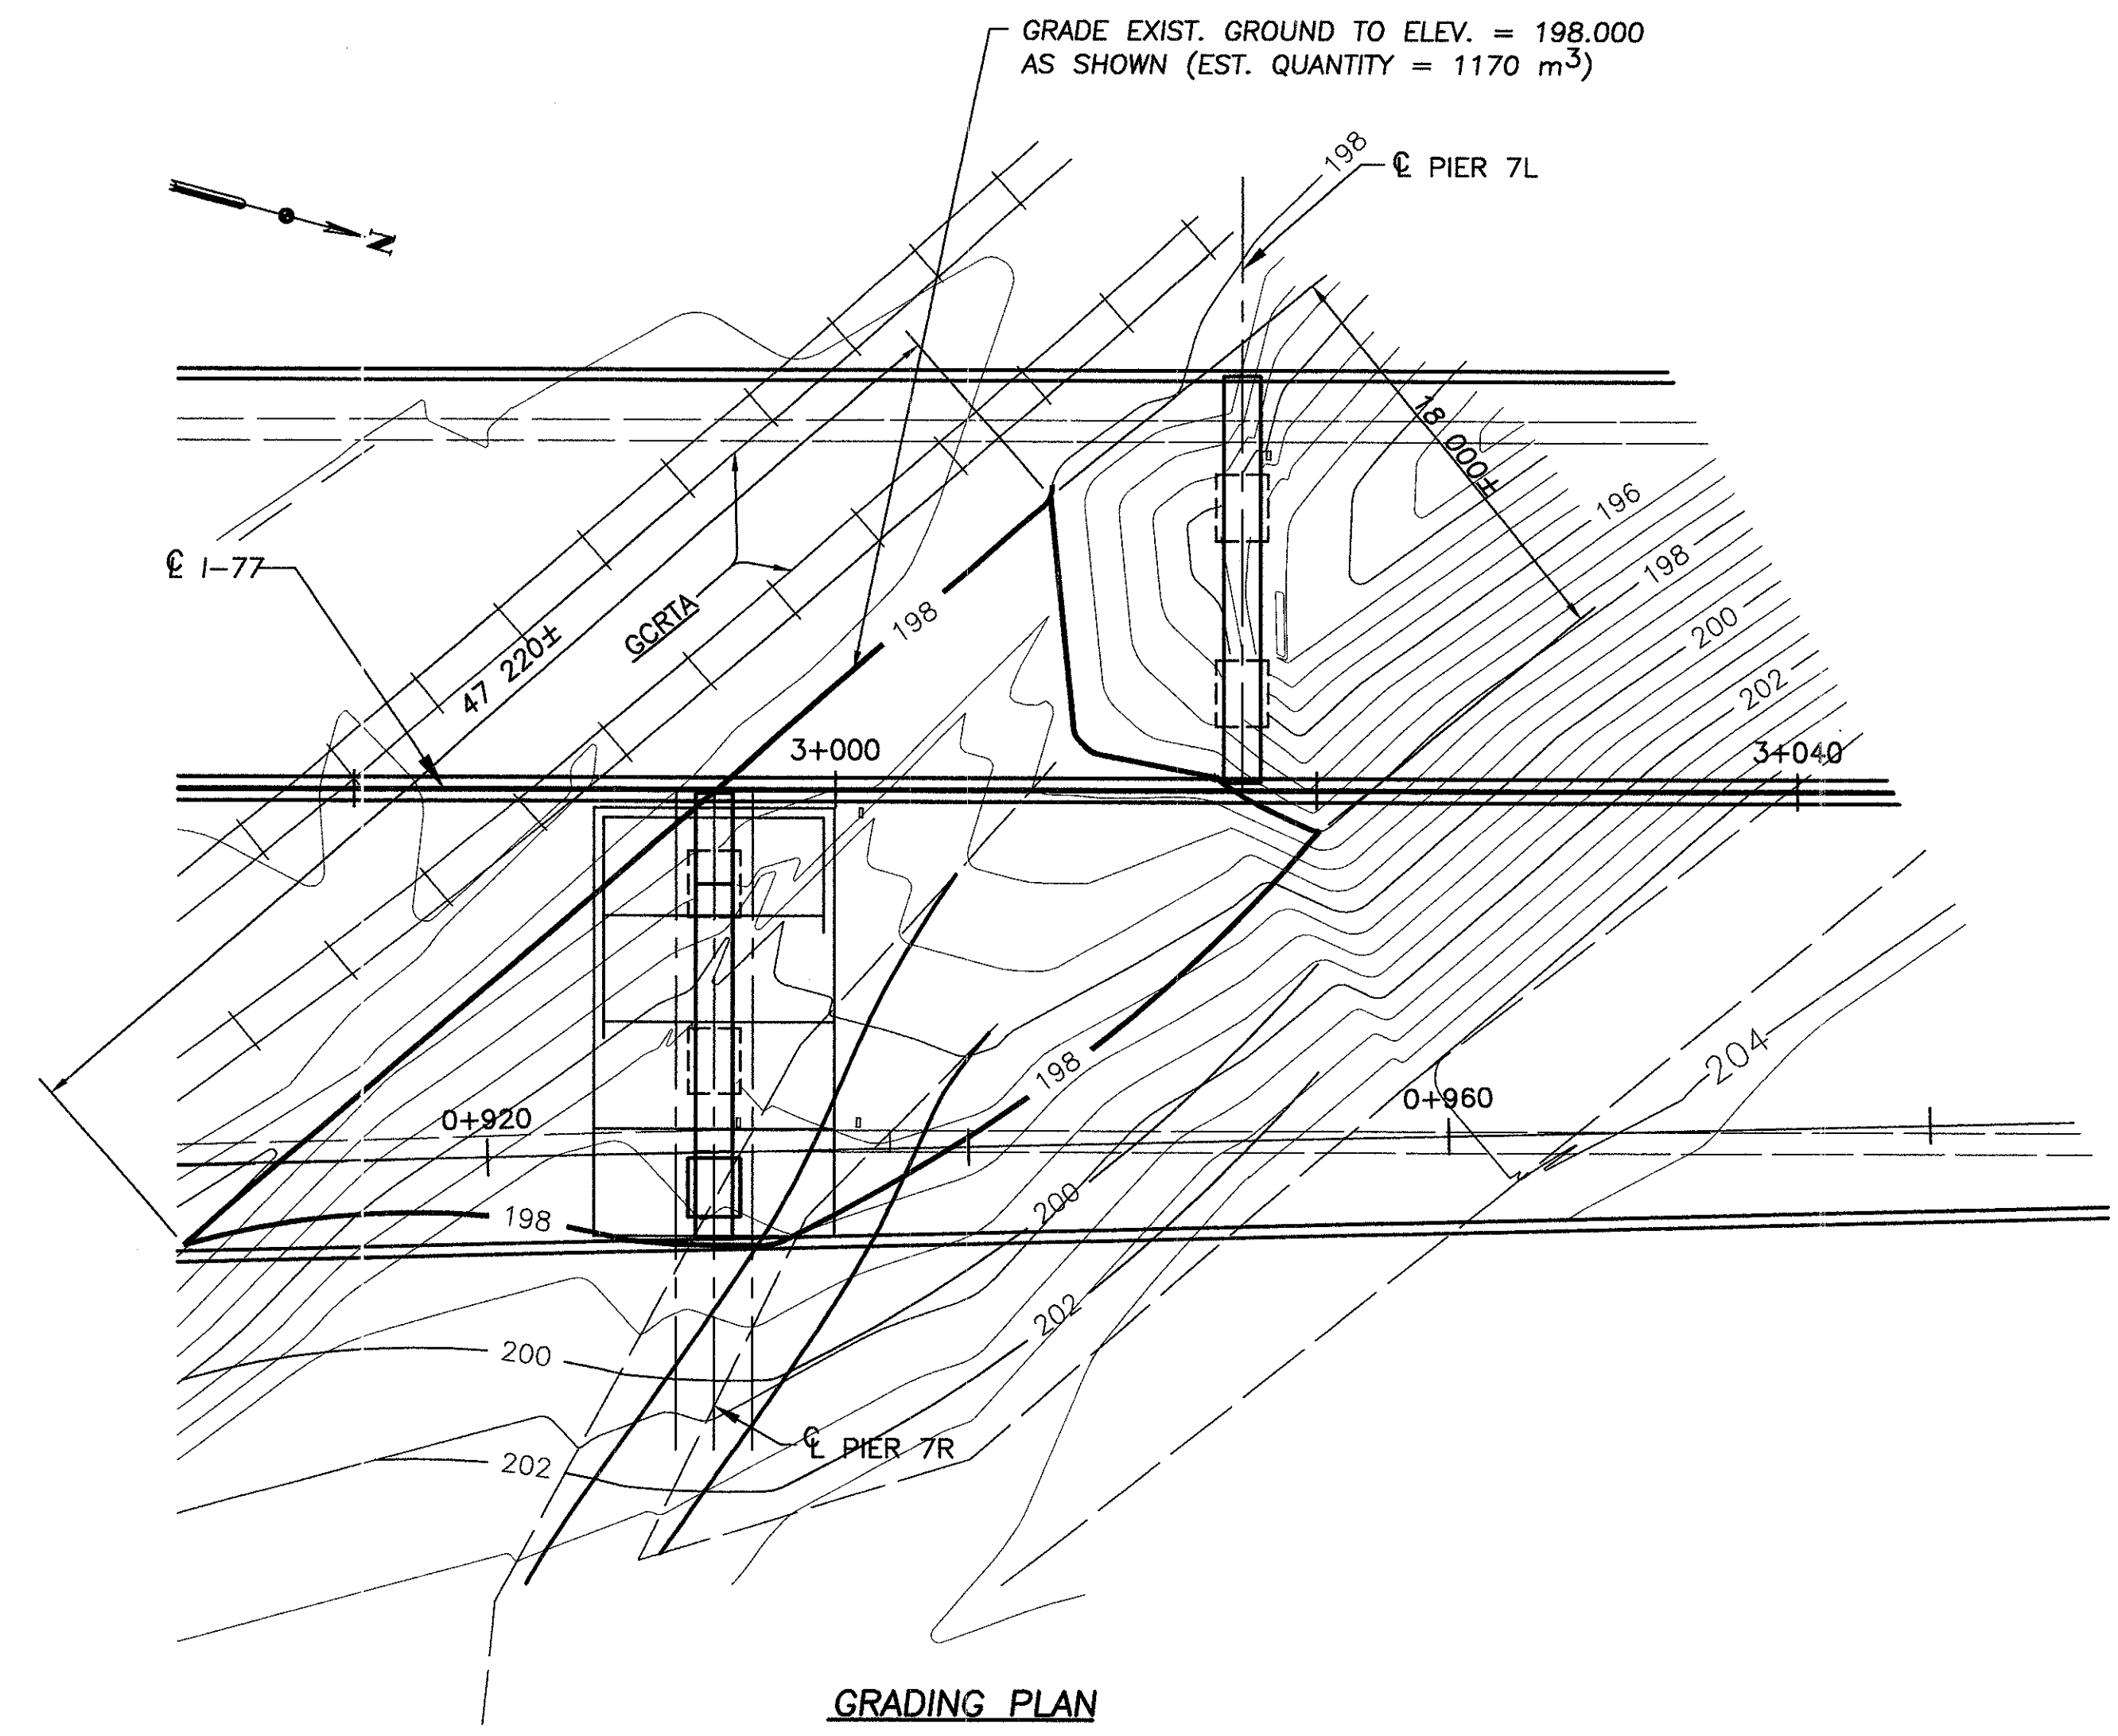 GRADE EXIST. GROUND TO ELEV. = 198.000
AS SHOWN (EST. QUANTITY = 1170 m³)
198
℄ PIER 7L
N
18 000±
196
℄ I-77
198
198
GCRTA
200
47 220±
202
3+000
3+040
198
204
0+920
0+960
198
200
202
200
℄ PIER 7R
202
GRADING PLAN